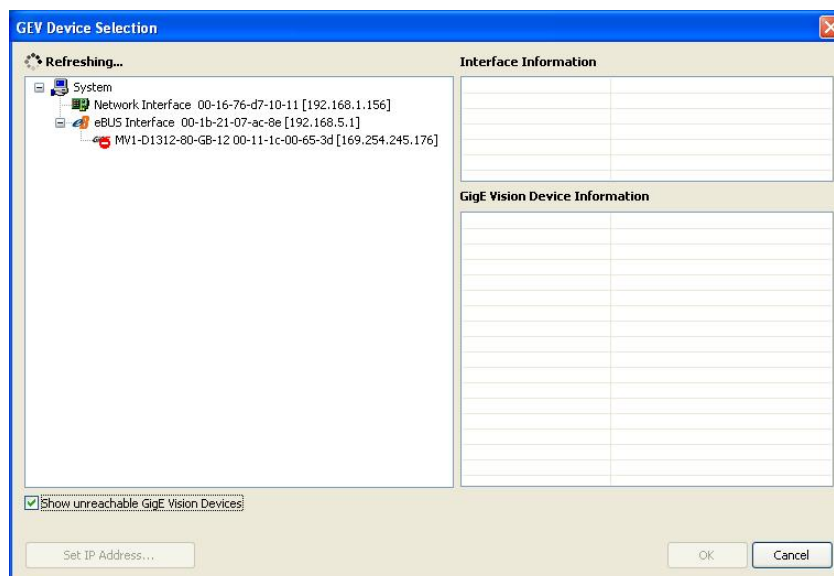 GEV Device Selection
Refreshing...
System
Network Interface 00-16-76-d7-10-11 [192.168.1.156]
eBUS Interface 00-1b-21-07-ac-8e [192.168.5.1]
MV1-D1312-80-GB-12 00-11-1c-00-65-3d [169.254.245.176]
Show unreachable GigE Vision Devices
Interface Information
GigE Vision Device Information
Set IP Address...
OK
Cancel